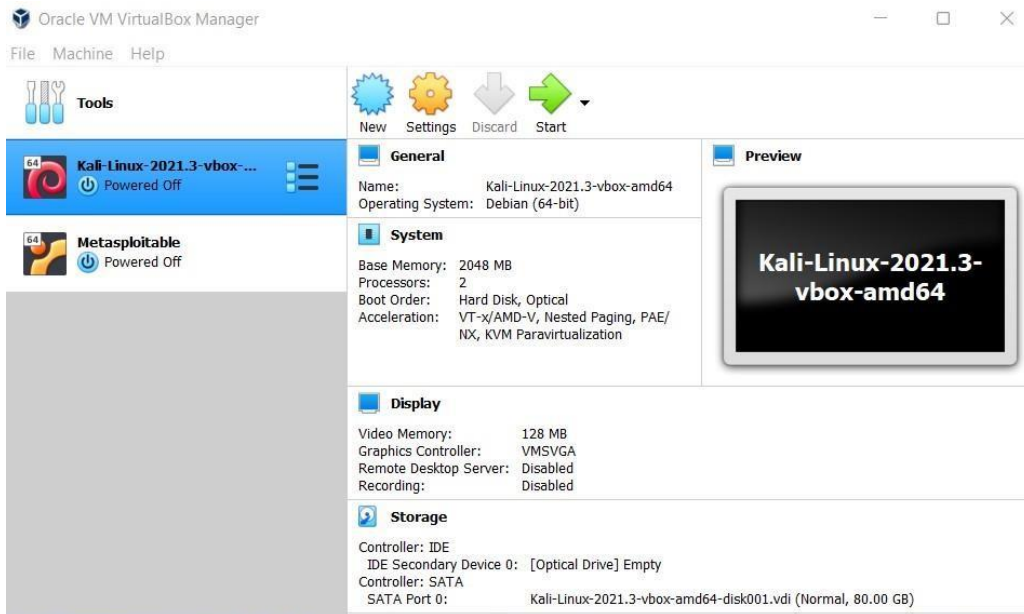 Oracle VM VirtualBox Manager
File Machine Help
Tools
64
Kali-Linux-2021.3-vbox-...
Powered Off
64
Metasploitable
Powered Off
New Settings Discard Start
General
Name: Kali-Linux-2021.3-vbox-amd64
Operating System: Debian (64-bit)
System
Base Memory: 2048 MB
Processors: 2
Boot Order: Hard Disk, Optical
Acceleration: VT-x/AMD-V, Nested Paging, PAE/
NX, KVM Paravirtualization
Preview
Kali-Linux-2021.3-
vbox-amd64
Display
Video Memory: 128 MB
Graphics Controller: VMSVGA
Remote Desktop Server: Disabled
Recording: Disabled
Storage
Controller: IDE
IDE Secondary Device 0: [Optical Drive] Empty
Controller: SATA
SATA Port 0: Kali-Linux-2021.3-vbox-amd64-disk001.vdi (Normal, 80.00 GB)